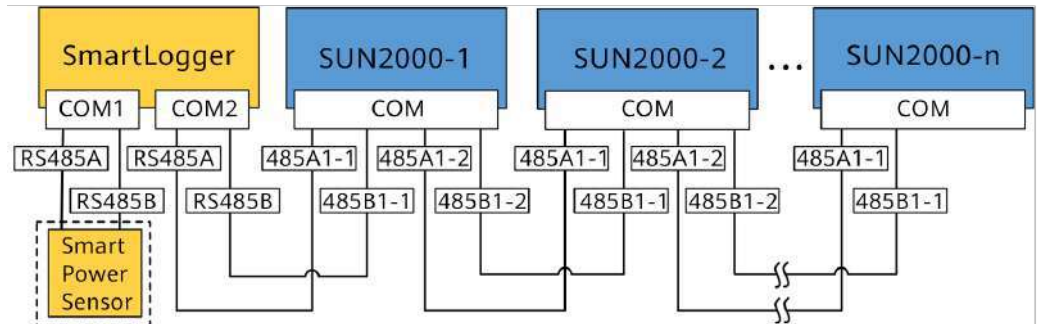 SmartLogger
SUN2000-1
SUN2000-2
...
SUN2000-n
COM1
COM2
COM
COM
COM
RS485A
RS485A
485A1-1
485A1-2
485A1-1
485A1-2
485A1-1
RS485B
RS485B
485B1-1
485B1-2
485B1-1
485B1-2
485B1-1
Smart
Power
Sensor